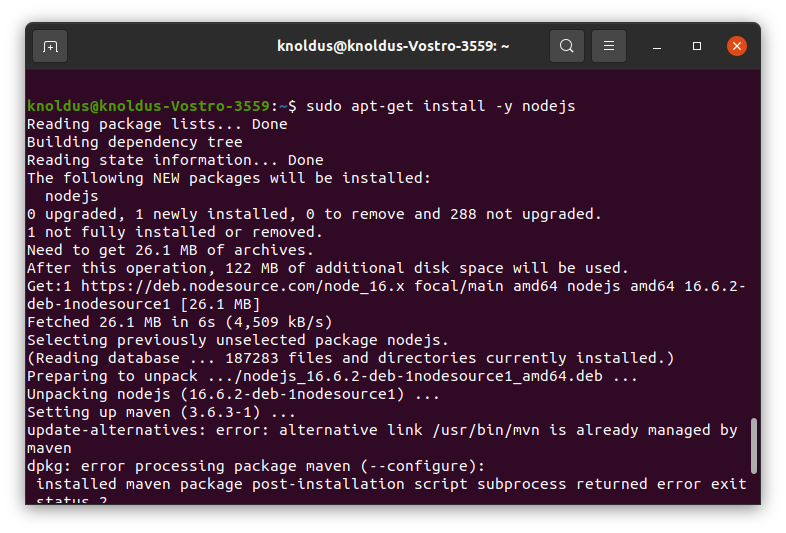 knoldus@knoldus-Vostro-3559: ~
knoldus@knoldus-Vostro-3559:~$ sudo apt-get install -y nodejs
Reading package lists... Done
Building dependency tree
Reading state information... Done
The following NEW packages will be installed:
  nodejs
0 upgraded, 1 newly installed, 0 to remove and 288 not upgraded.
1 not fully installed or removed.
Need to get 26.1 MB of archives.
After this operation, 122 MB of additional disk space will be used.
Get:1 https://deb.nodesource.com/node_16.x focal/main amd64 nodejs amd64 16.6.2-
deb-1nodesource1 [26.1 MB]
Fetched 26.1 MB in 6s (4,509 kB/s)
Selecting previously unselected package nodejs.
(Reading database ... 187283 files and directories currently installed.)
Preparing to unpack .../nodejs_16.6.2-deb-1nodesource1_amd64.deb ...
Unpacking nodejs (16.6.2-deb-1nodesource1) ...
Setting up maven (3.6.3-1) ...
update-alternatives: error: alternative link /usr/bin/mvn is already managed by
maven
dpkg: error processing package maven (--configure):
 installed maven package post-installation script subprocess returned error exit
 status 2